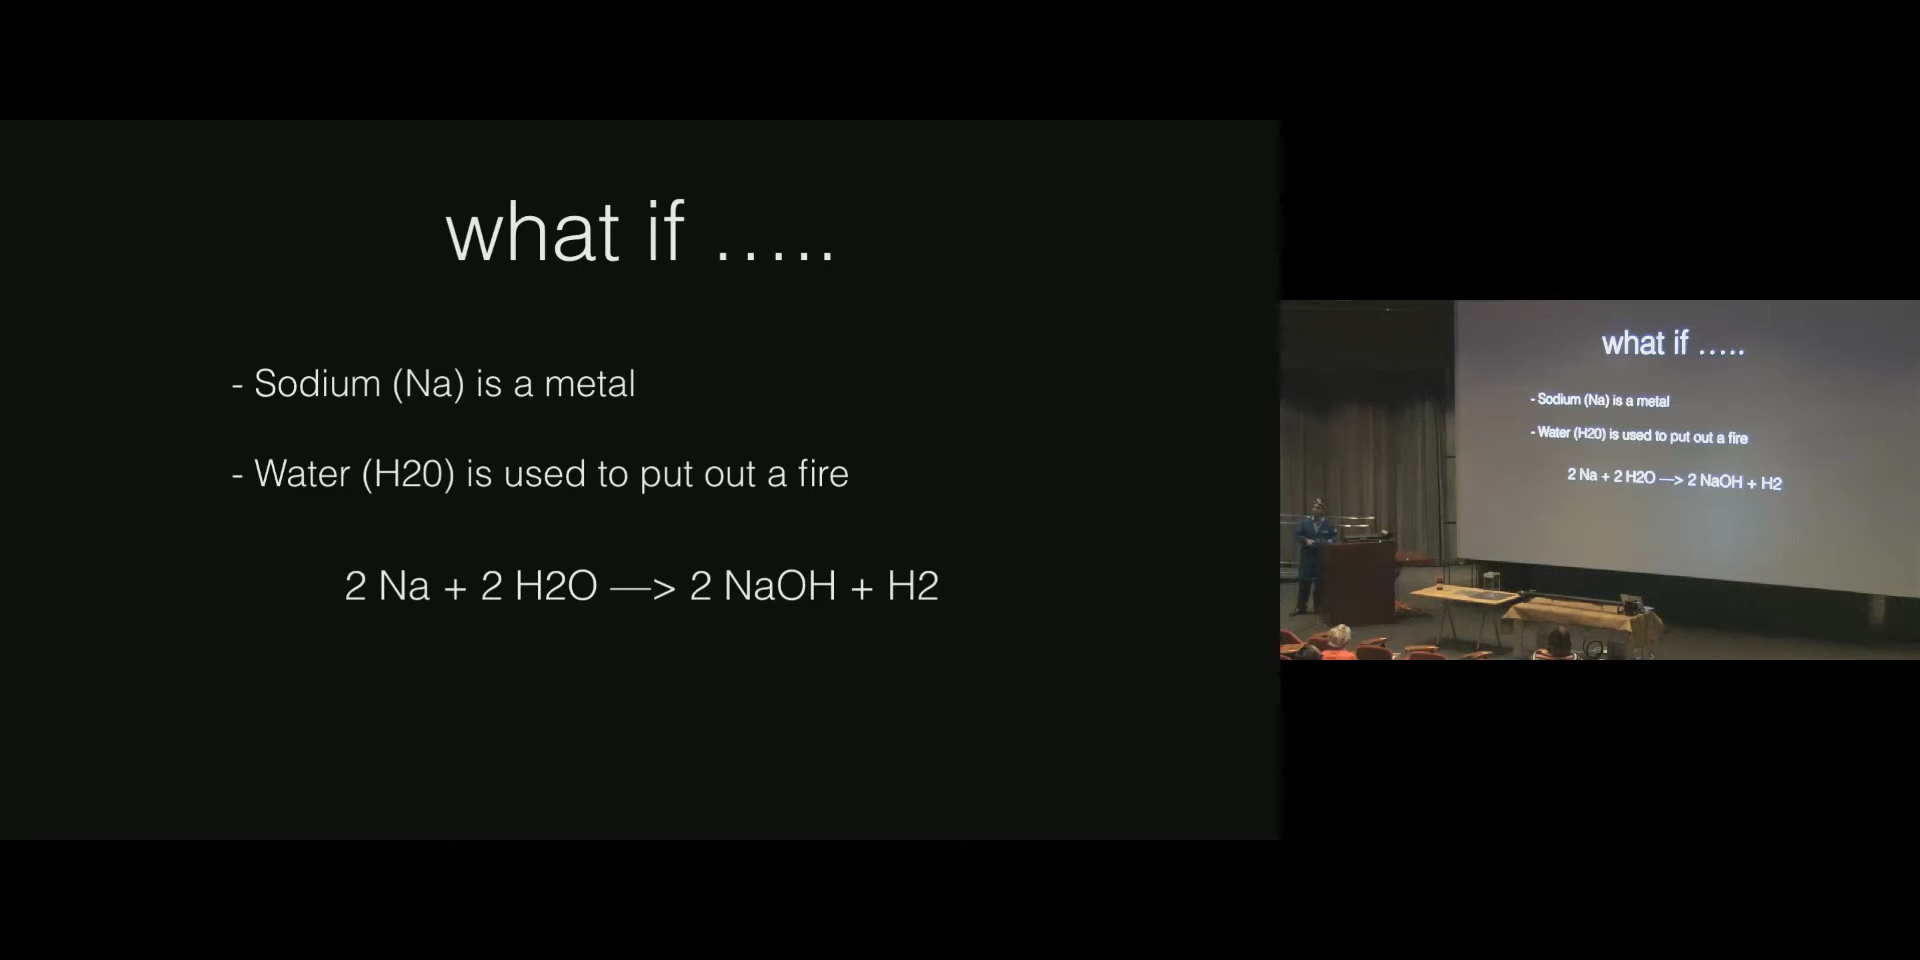 what if .....
- Sodium (Na) is a metal
- Water (H20) is used to put out a fire
2 Na + 2 H2O —> 2 NaOH + H2
what if .....
- Sodium (Na) is a metal
- Water (H20) is used to put out a fire
2 Na + 2 H2O —> 2 NaOH + H2